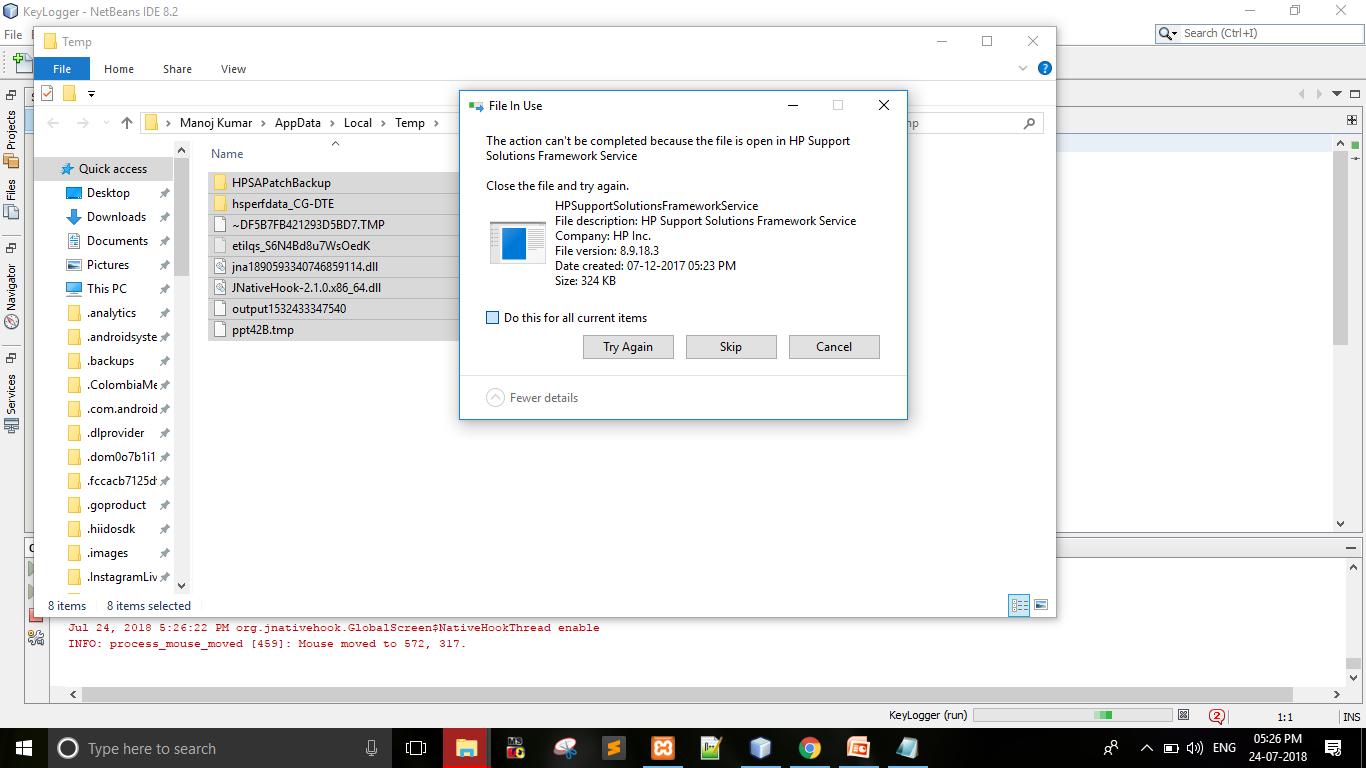 KeyLogger - NetBeans IDE 8.2
File
Search (Ctrl+I)
Temp
File Home Share View
Manoj Kumar > AppData > Local > Temp >
Name
Quick access
Desktop
Downloads
Documents
Pictures
This PC
.analytics
.androidsyste
.backups
.ColombiaMe
.com.android
.dlprovider
.dom0o7b1i1
.fccacb7125d
.goproduct
.hiidosdk
.images
.InstagramLiv
HPSAPatchBackup
hsperfdata_CG-DTE
~DF5B7FB421293D5BD7.TMP
etilqs_S6N4Bd8u7WsOedK
jna1890593340746859114.dll
JNativeHook-2.1.0.x86_64.dll
output1532433347540
ppt42B.tmp
8 items 8 items selected
File In Use
The action can't be completed because the file is open in HP Support
Solutions Framework Service
Close the file and try again.
HPSupportSolutionsFrameworkService
File description: HP Support Solutions Framework Service
Company: HP Inc.
File version: 8.9.18.3
Date created: 07-12-2017 05:23 PM
Size: 324 KB
Do this for all current items
Try Again Skip Cancel
Fewer details
Projects
Files
Navigator
Services
Jul 24, 2018 5:26:22 PM org.jnativehook.GlobalScreen$NativeHookThread enable
INFO: process_mouse_moved [459]: Mouse moved to 572, 317.
KeyLogger (run)
2
1:1
INS
Type here to search
ENG
05:26 PM
24-07-2018